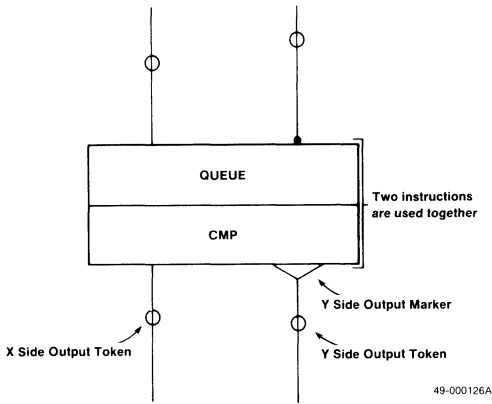 QUEUE
CMP
Two instructions
are used together
Y Side Output Marker
X Side Output Token
Y Side Output Token
49-000126A